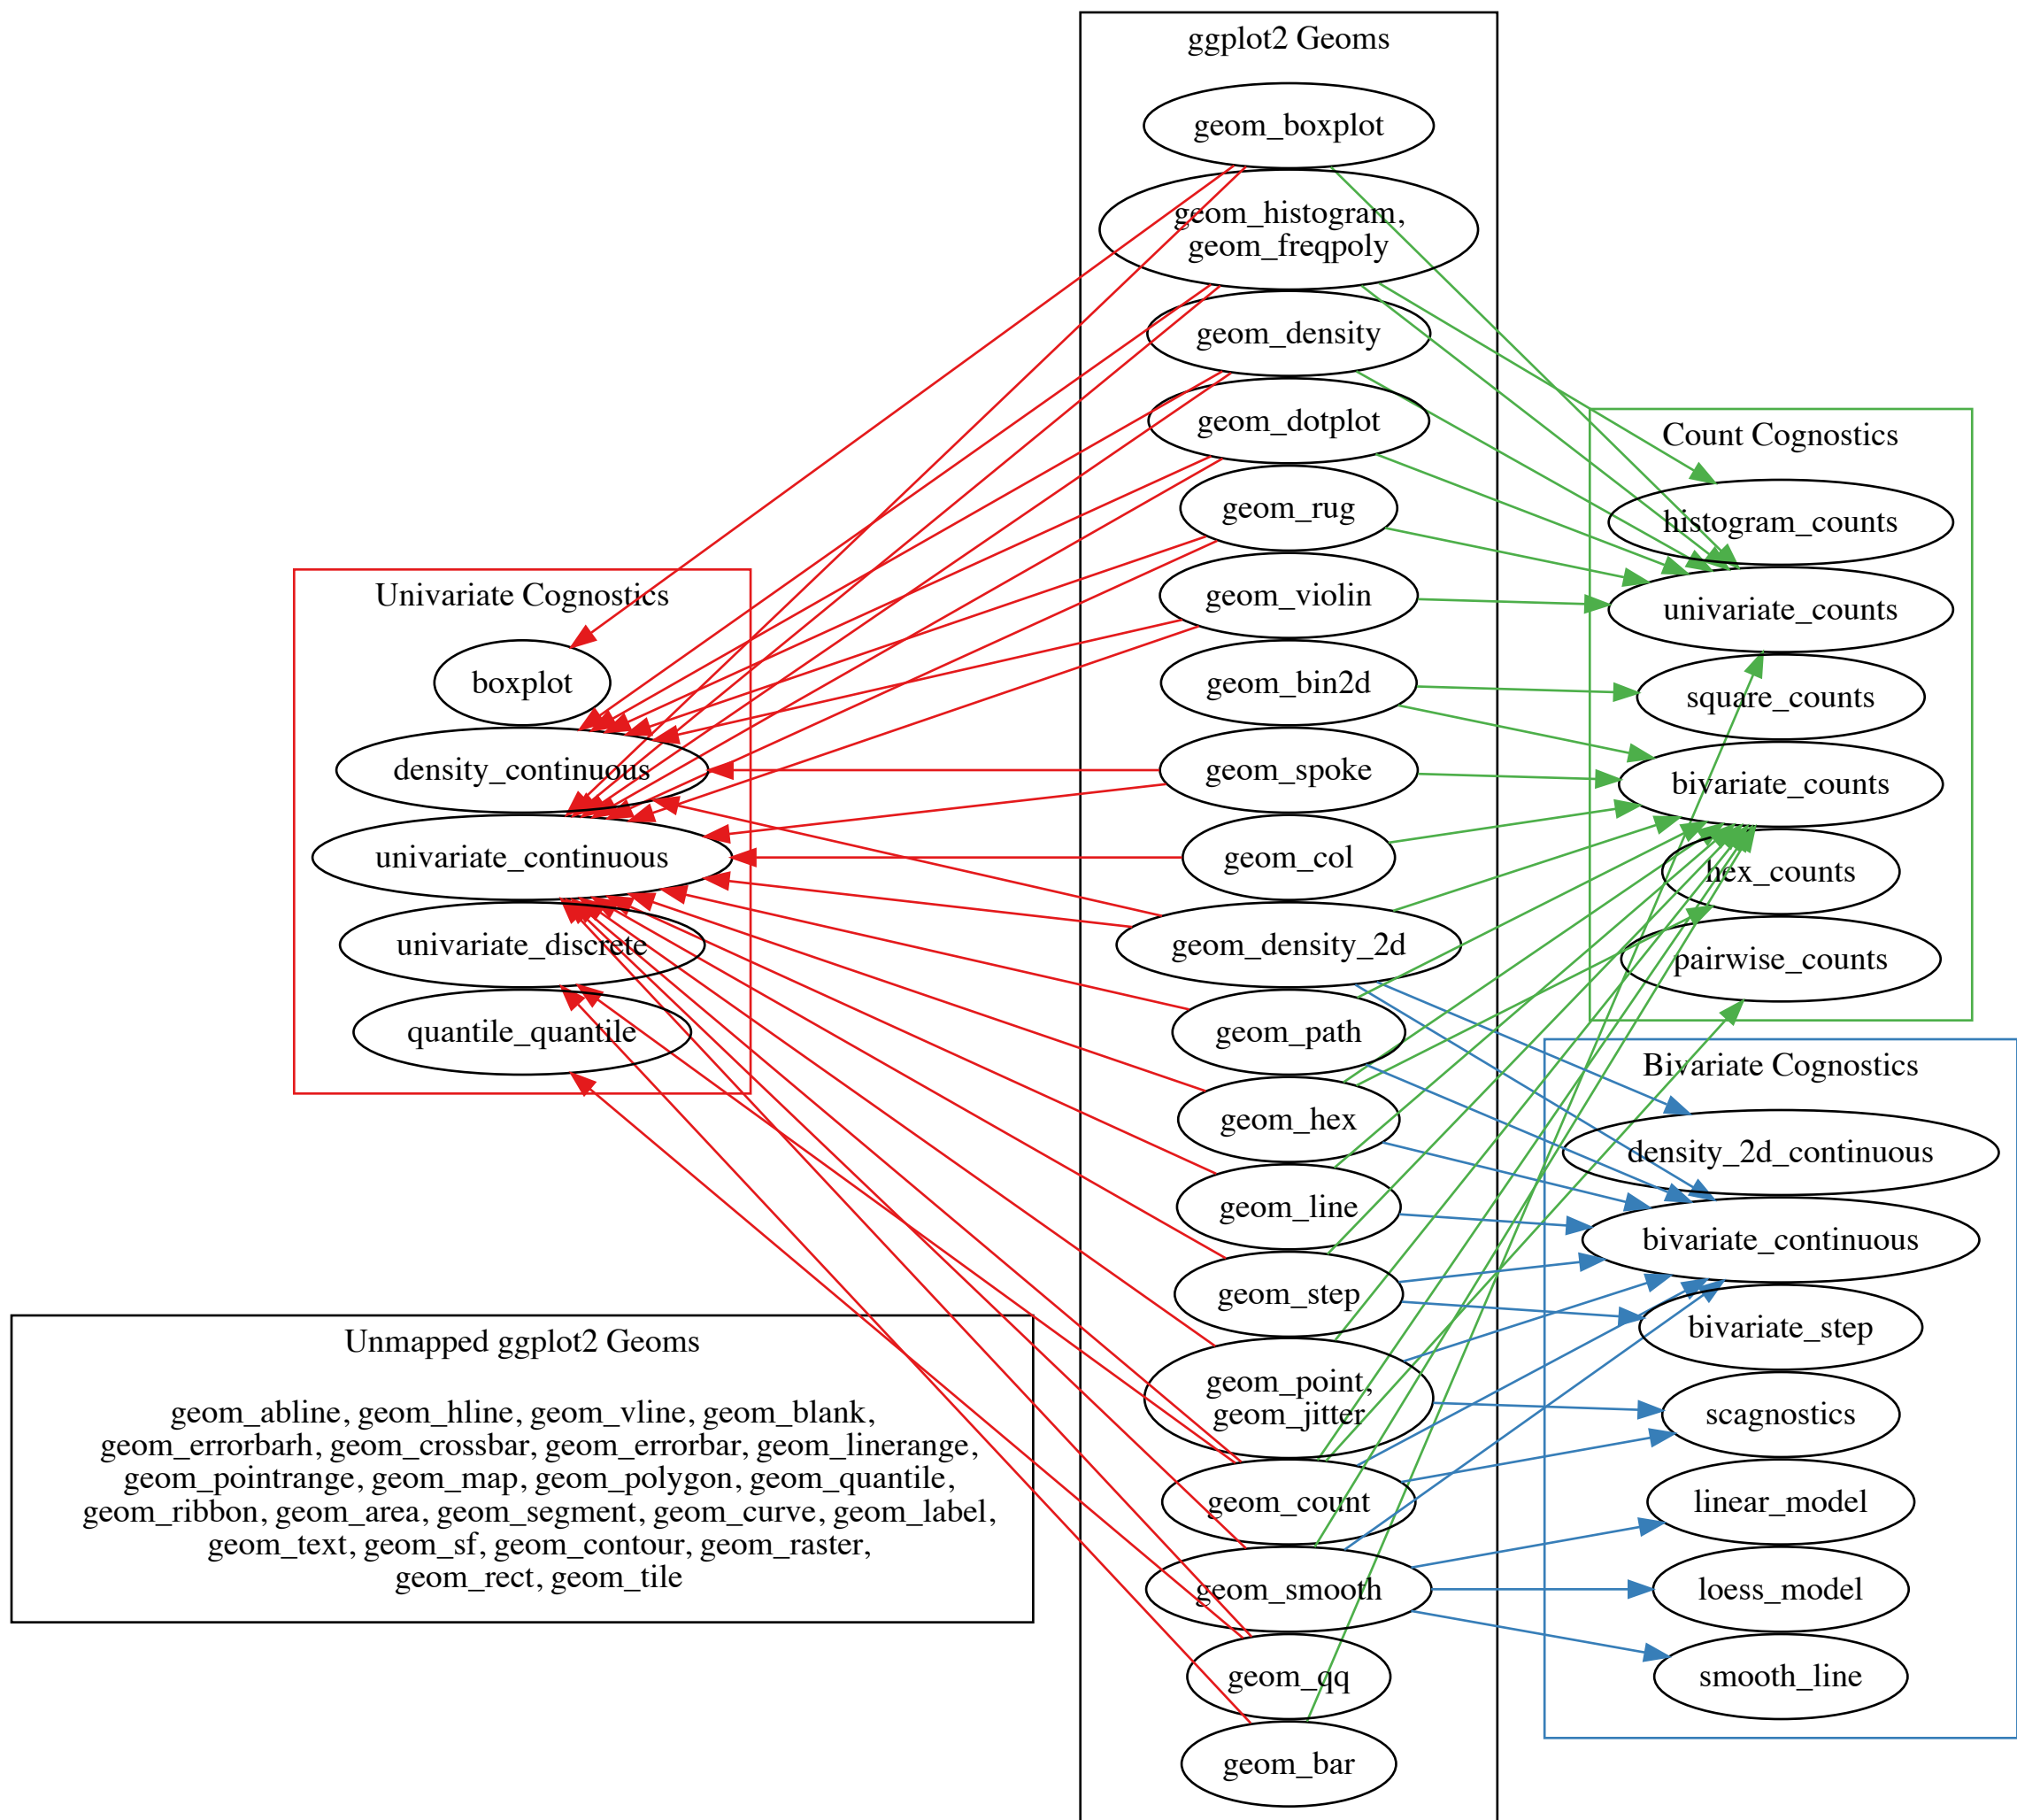 ggplot2 Geoms
geom_boxplot
geom_histogram,
geom_freqpoly
geom_density
geom_dotplot
geom_rug
geom_violin
geom_bin2d
geom_spoke
geom_col
geom_density_2d
geom_path
geom_hex
geom_line
geom_step
geom_point,
geom_jitter
geom_count
geom_smooth
geom_qq
geom_bar
Univariate Cognostics
boxplot
density_continuous
univariate_continuous
univariate_discrete
quantile_quantile
Count Cognostics
histogram_counts
univariate_counts
square_counts
bivariate_counts
hex_counts
pairwise_counts
Bivariate Cognostics
density_2d_continuous
bivariate_continuous
bivariate_step
scagnostics
linear_model
loess_model
smooth_line
Unmapped ggplot2 Geoms
geom_abline, geom_hline, geom_vline, geom_blank,
geom_errorbarh, geom_crossbar, geom_errorbar, geom_linerange,
geom_pointrange, geom_map, geom_polygon, geom_quantile,
geom_ribbon, geom_area, geom_segment, geom_curve, geom_label,
geom_text, geom_sf, geom_contour, geom_raster,
geom_rect, geom_tile